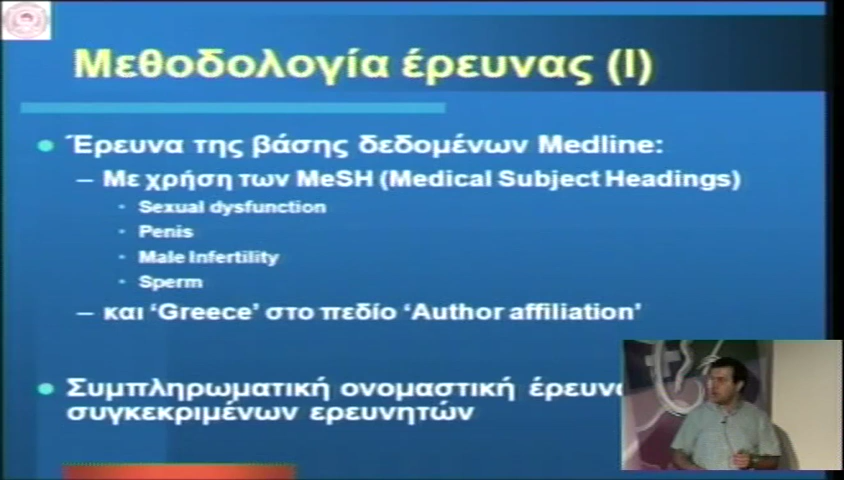 Μεθοδολογία έρευνας (Ι)
Έρευνα της βάσης δεδομένων Medline:
– Με χρήση των MeSH (Medical Subject Headings)
Sexual dysfunction
Penis
Male Infertility
Sperm
– και ‘Greece’ στο πεδίο ‘Author affiliation’
Συμπληρωματική ονομαστική
συγκεκριμένων ερευνητών